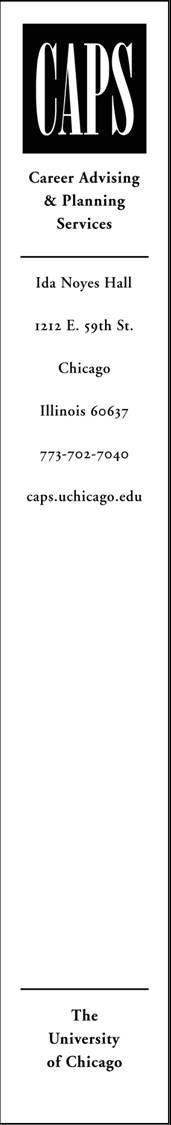 CAPS
Career Advising
& Planning
Services
Ida Noyes Hall
1212 E. 59th St.
Chicago
Illinois 60637
773-702-7040
caps.uchicago.edu
The
University
of Chicago